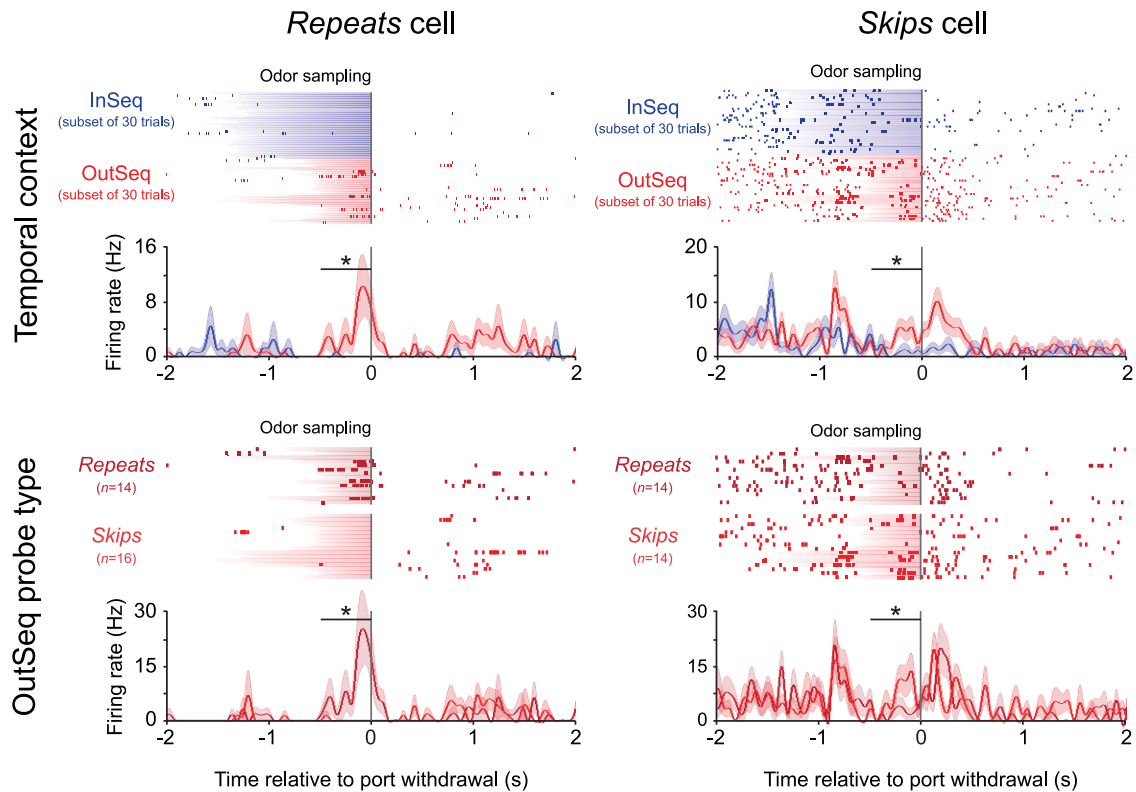 Repeats cell
Skips cell
Temporal context
Odor sampling
InSeq
(subset of 30 trials)
OutSeq
(subset of 30 trials)
Firing rate (Hz)
16
8
0
*
-2 -1 0 1 2
Odor sampling
InSeq
(subset of 30 trials)
OutSeq
(subset of 30 trials)
20
10
0
*
-2 -1 0 1 2
OutSeq probe type
Odor sampling
Repeats
(n=14)
Skips
(n=16)
Firing rate (Hz)
30
15
0
*
-2 -1 0 1 2
Time relative to port withdrawal (s)
Odor sampling
Repeats
(n=14)
Skips
(n=14)
30
15
0
*
-2 -1 0 1 2
Time relative to port withdrawal (s)